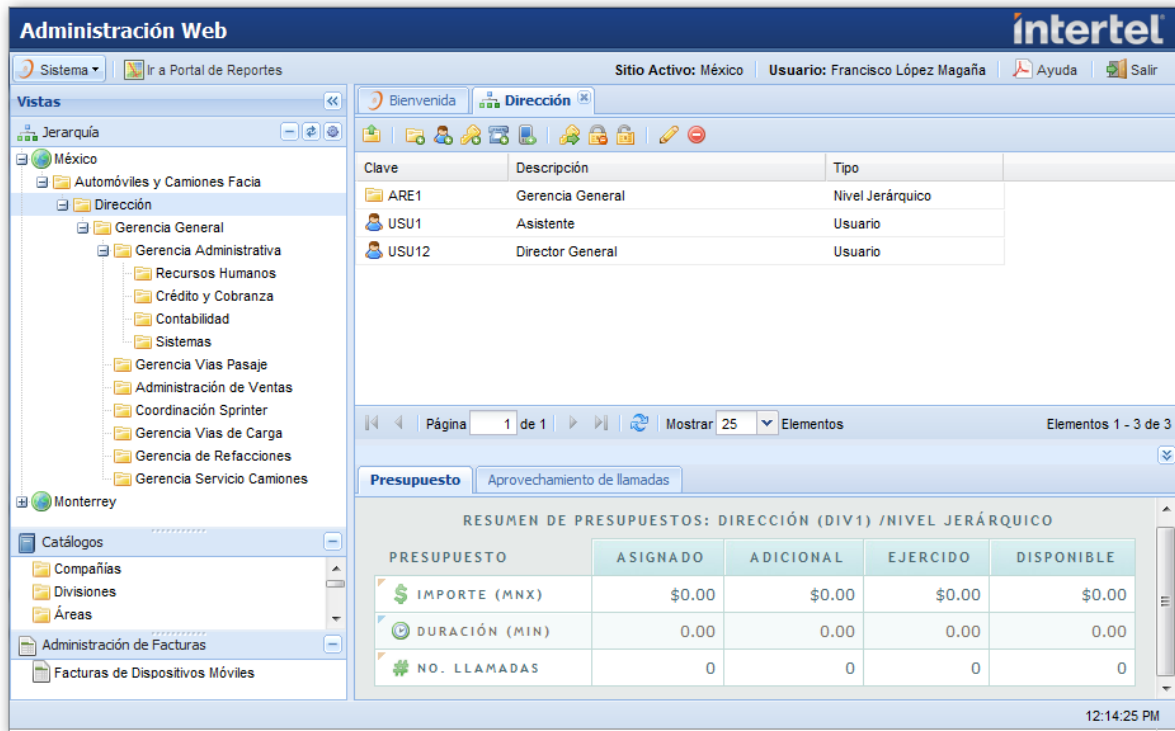 Administración Web
íntertel
Sistema
Ir a Portal de Reportes
Sitio Activo: México
Usuario: Francisco López Magaña
Ayuda
Salir
Vistas
Jerarquía
México
Automóviles y Camiones Facia
Dirección
Gerencia General
Gerencia Administrativa
Recursos Humanos
Crédito y Cobranza
Contabilidad
Sistemas
Gerencia Vias Pasaje
Administración de Ventas
Coordinación Sprinter
Gerencia Vias de Carga
Gerencia de Refacciones
Gerencia Servicio Camiones
Monterrey
Catálogos
Compañías
Divisiones
Áreas
Administración de Facturas
Facturas de Dispositivos Móviles
Bienvenida
Dirección
Clave Descripción Tipo
ARE1 Gerencia General Nivel Jerárquico
USU1 Asistente Usuario
USU12 Director General Usuario
Página 1 de 1 Mostrar 25 Elementos Elementos 1 - 3 de 3
Presupuesto
Aprovechamiento de llamadas
RESUMEN DE PRESUPUESTOS: DIRECCIÓN (DIV1) /NIVEL JERÁRQUICO
PRESUPUESTO ASIGNADO ADICIONAL EJERCIDO DISPONIBLE
IMPORTE (MNX) $0.00 $0.00 $0.00 $0.00
DURACIÓN (MIN) 0.00 0.00 0.00 0.00
NO. LLAMADAS 0 0 0 0
12:14:25 PM